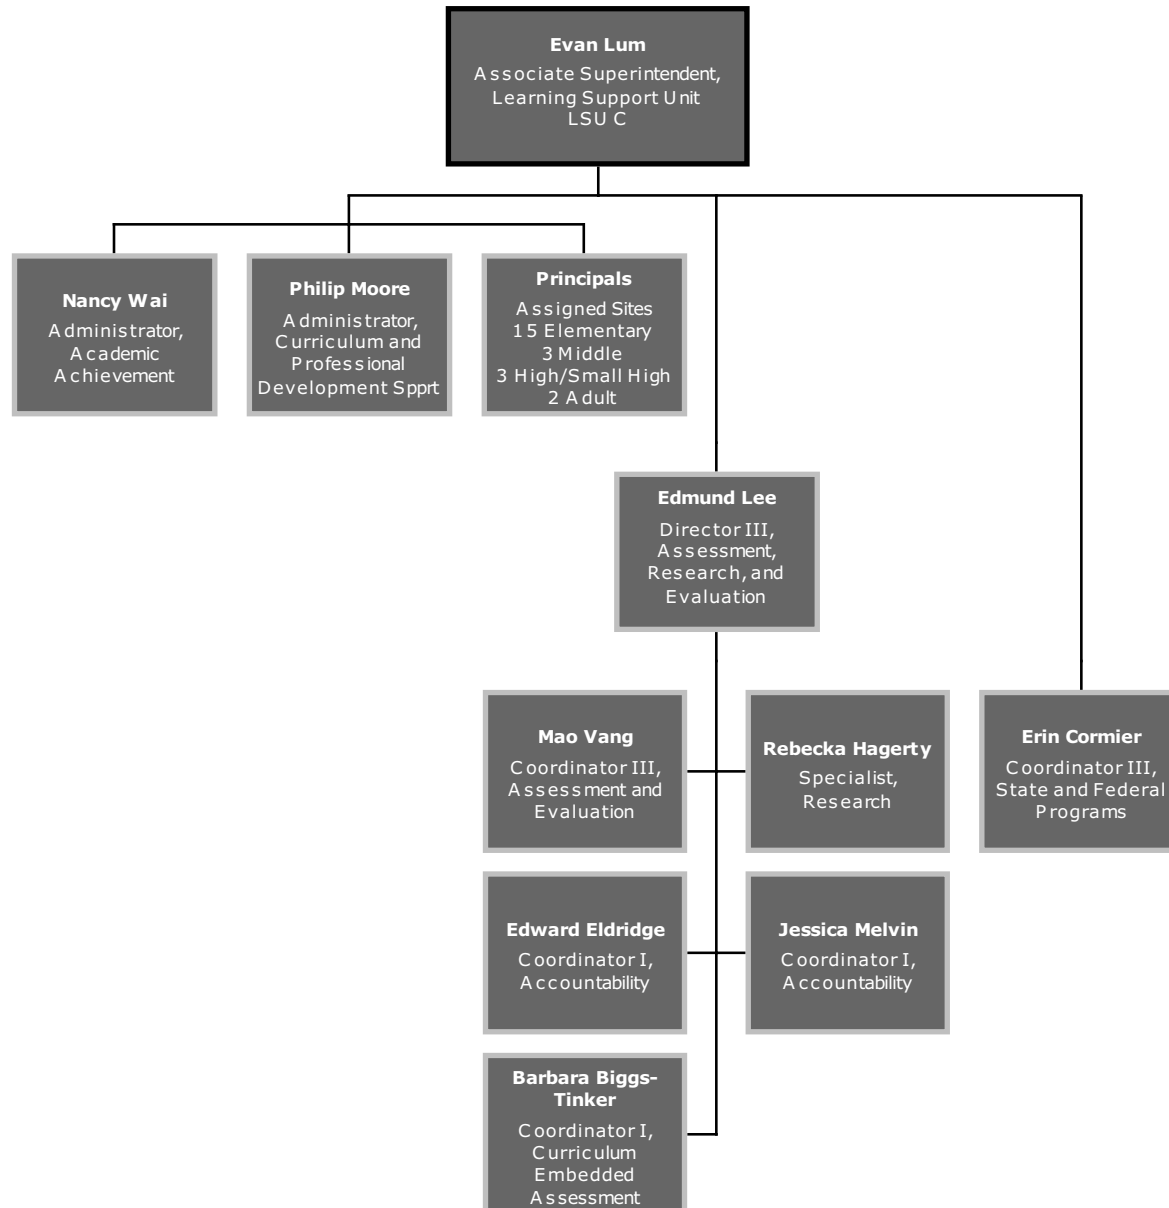 Evan Lum
Associate Superintendent,
Learning Support Unit
LSU C
Nancy Wai
Administrator,
Academic
Achievement
Philip Moore
Administrator,
Curriculum and
Professional
Development Spprt
Principals
Assigned Sites
15 Elementary
3 Middle
3 High/Small High
2 Adult
Edmund Lee
Director III,
Assessment,
Research, and
Evaluation
Mao Vang
Coordinator III,
Assessment and
Evaluation
Rebecka Hagerty
Specialist,
Research
Erin Cormier
Coordinator III,
State and Federal
Programs
Edward Eldridge
Coordinator I,
Accountability
Jessica Melvin
Coordinator I,
Accountability
Barbara Biggs-
Tinker
Coordinator I,
Curriculum
Embedded
Assessment